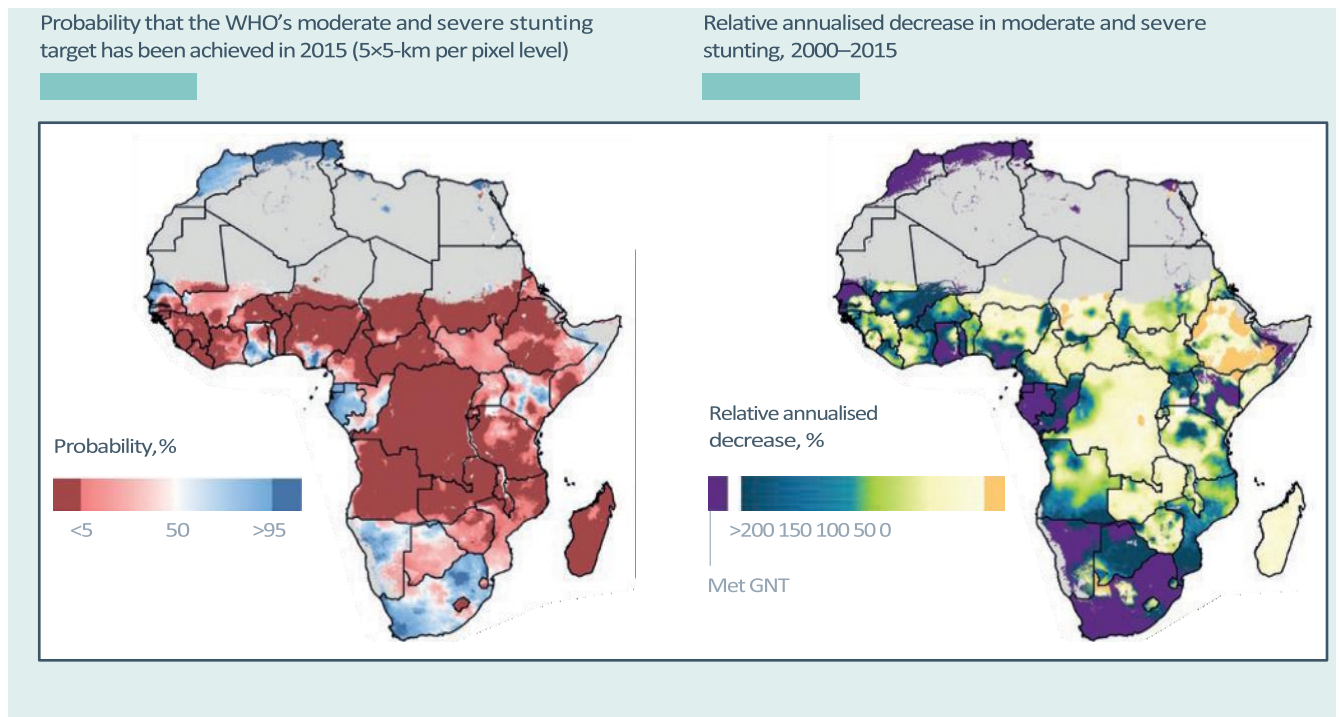 Probability that the WHO's moderate and severe stunting
target has been achieved in 2015 (5×5-km per pixel level)
Relative annualised decrease in moderate and severe
stunting, 2000–2015
Probability,%
<5 50 >95
Relative annualised
decrease, %
>200 150 100 50 0
Met GNT